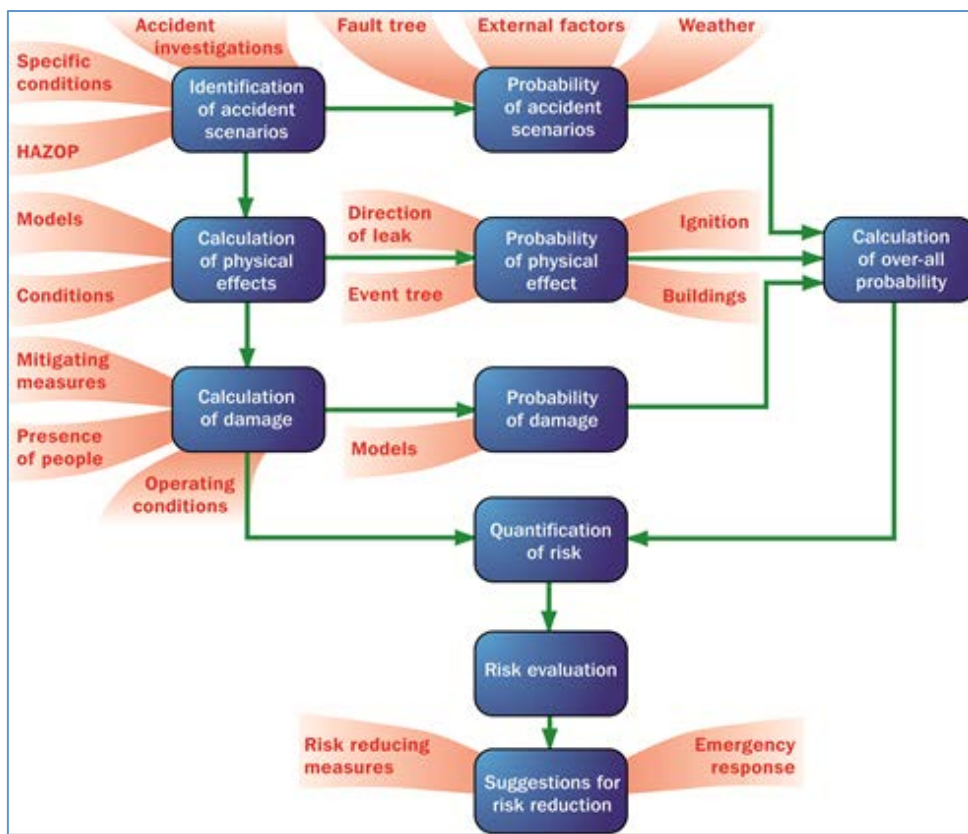 Accident
investigations
Fault tree
External factors
Weather
Specific
conditions
Identification
of accident
scenarios
Probability
of accident
scenarios
HAZOP
Models
Direction
of leak
Ignition
Calculation
of physical
effects
Probability
of physical
effect
Calculation
of over-all
probability
Conditions
Event tree
Buildings
Mitigating
measures
Calculation
of damage
Probability
of damage
Presence
of people
Models
Operating
conditions
Quantification
of risk
Risk evaluation
Risk reducing
measures
Emergency
response
Suggestions for
risk reduction